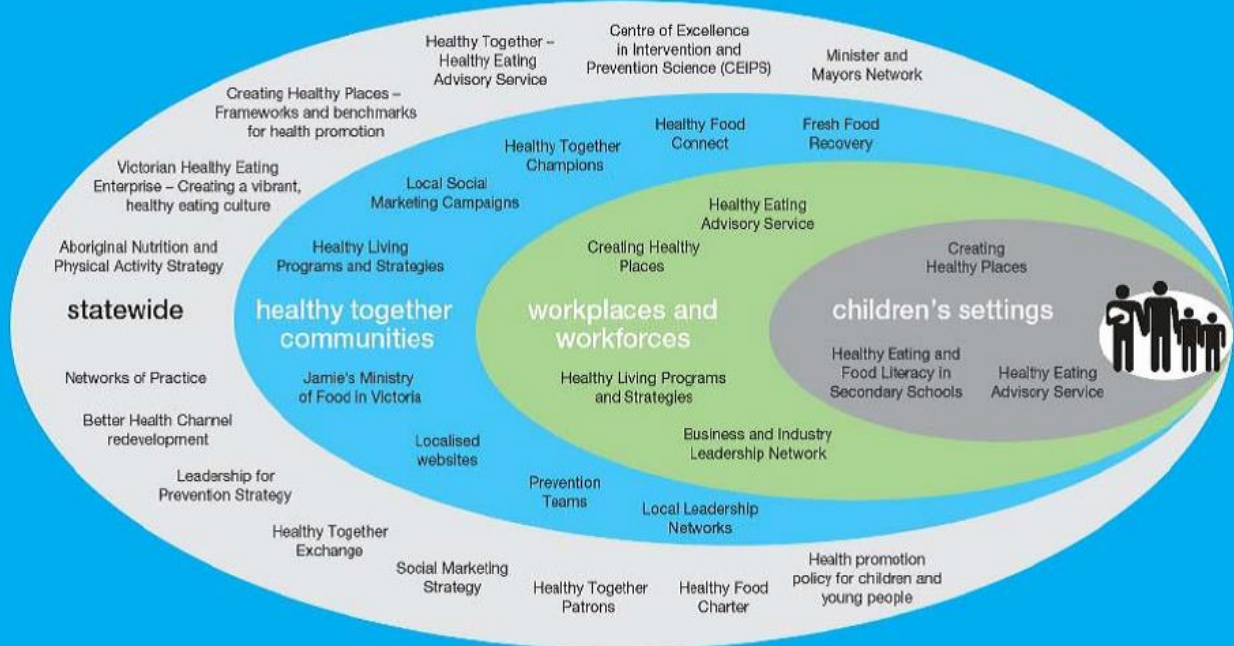 Healthy Together –
Healthy Eating
Advisory Service
Centre of Excellence
in Intervention and
Prevention Science (CEIPS)
Minister and
Mayors Network
Creating Healthy Places –
Frameworks and benchmarks
for health promotion
Victorian Healthy Eating
Enterprise – Creating a vibrant,
healthy eating culture
Aboriginal Nutrition and
Physical Activity Strategy
statewide
Networks of Practice
Better Health Channel
redevelopment
Leadership for
Prevention Strategy
Healthy Together
Exchange
Social Marketing
Strategy
Healthy Together
Patrons
Healthy Food
Charter
Health promotion
policy for children and
young people
Healthy Food
Connect
Fresh Food
Recovery
Healthy Together
Champions
Local Social
Marketing Campaigns
Healthy Living
Programs and Strategies
healthy together
communities
Jamie's Ministry
of Food in Victoria
Localised
websites
Prevention
Teams
Local Leadership
Networks
Healthy Eating
Advisory Service
Creating Healthy
Places
workplaces and
workforces
Healthy Living Programs
and Strategies
Business and Industry
Leadership Network
Creating
Healthy Places
children's settings
Healthy Eating and
Food Literacy in
Secondary Schools
Healthy Eating
Advisory Service